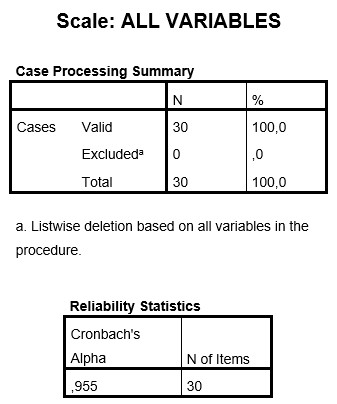 Scale: ALL VARIABLES
Case Processing Summary
N %
Cases Valid 30 100,0
Excludedᵃ 0 ,0
Total 30 100,0
a. Listwise deletion based on all variables in the
procedure.
Reliability Statistics
Cronbach's
Alpha N of Items
,955 30